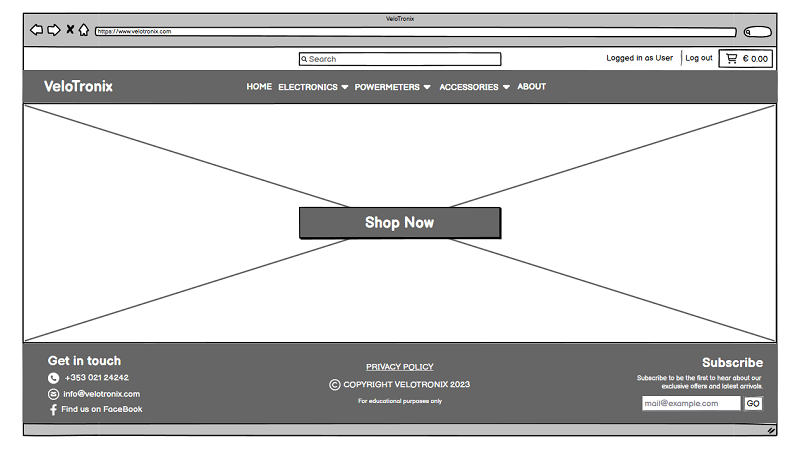 VeloTronix
https://www.velotronix.com
Search
Logged in as User
Log out
€ 0.00
VeloTronix
HOME ELECTRONICS POWERMETERS ACCESSORIES ABOUT
Shop Now
Get in touch
+353 021 24242
info@velotronix.com
Find us on FaceBook
PRIVACY POLICY
© COPYRIGHT VELOTRONIX 2023
For educational purposes only
Subscribe
Subscribe to be the first to hear about our
exclusive offers and latest arrivals.
mail@example.com GO